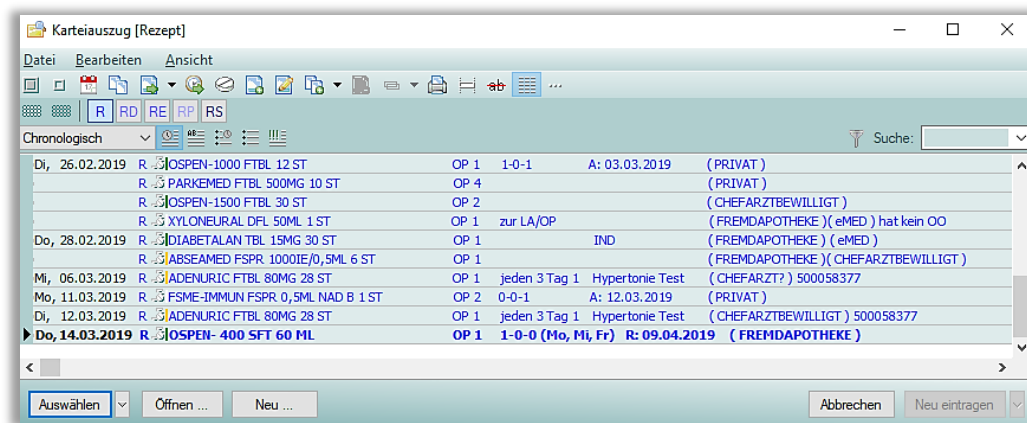 Karteiauszug [Rezept]
Datei Bearbeiten Ansicht
R RD RE RP RS
Chronologisch Suche:
Di, 26.02.2019 R OSPEN-1000 FTBL 12 ST OP 1 1-0-1 A: 03.03.2019 ( PRIVAT )
R PARKEMED FTBL 500MG 10 ST OP 4 ( PRIVAT )
R OSPEN-1500 FTBL 30 ST OP 2 ( CHEFARZTBEWILLIGT )
R XYLONEURAL DFL 50ML 1 ST OP 1 zur LA/OP ( FREMDAPOTHEKE )( eMED ) hat kein OO
Do, 28.02.2019 R DIABETALAN TBL 15MG 30 ST OP 1 IND ( FREMDAPOTHEKE ) ( eMED )
R ABSEAMED FSPR 1000IE/0,5ML 6 ST OP 1 ( FREMDAPOTHEKE )( CHEFARZTBEWILLIGT )
Mi, 06.03.2019 R ADENURIC FTBL 80MG 28 ST OP 1 jeden 3 Tag 1 Hypertonie Test ( CHEFARZT? ) 500058377
Mo, 11.03.2019 R FSME-IMMUN FSPR 0,5ML NAD B 1 ST OP 2 0-0-1 A: 12.03.2019 ( PRIVAT )
Di, 12.03.2019 R ADENURIC FTBL 80MG 28 ST OP 1 jeden 3 Tag 1 Hypertonie Test ( CHEFARZTBEWILLIGT ) 500058377
Do, 14.03.2019 R OSPEN- 400 SFT 60 ML OP 1 1-0-0 (Mo, Mi, Fr) R: 09.04.2019 ( FREMDAPOTHEKE )
Auswählen Öffnen ... Neu ... Abbrechen Neu eintragen